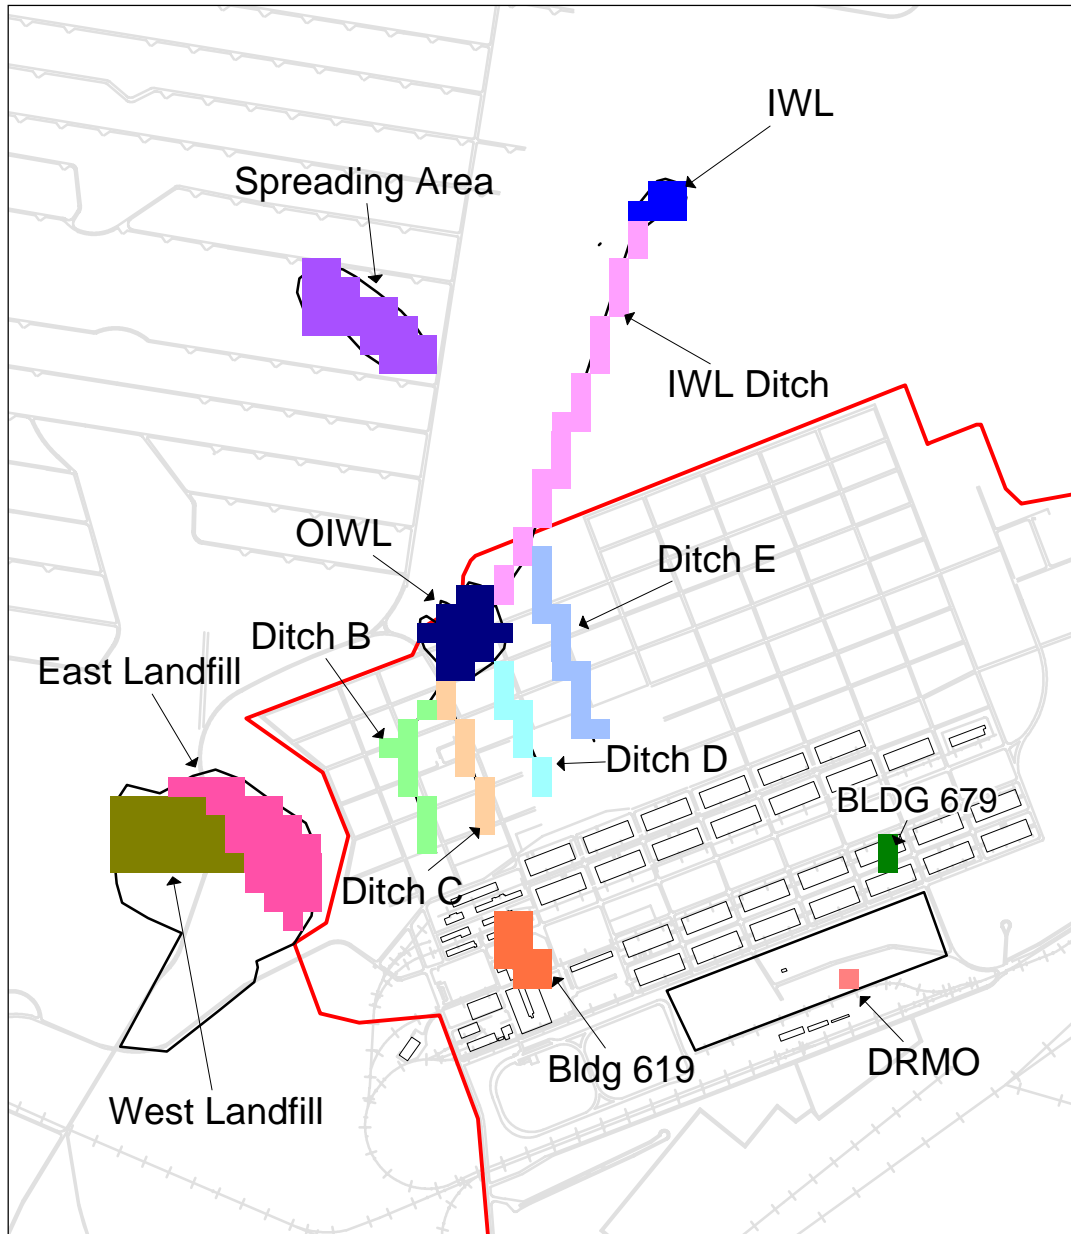 IWL
Spreading Area
IWL Ditch
OIWL
Ditch E
Ditch B
East Landfill
Ditch D
BLDG 679
Ditch C
Bldg 619
DRMO
West Landfill